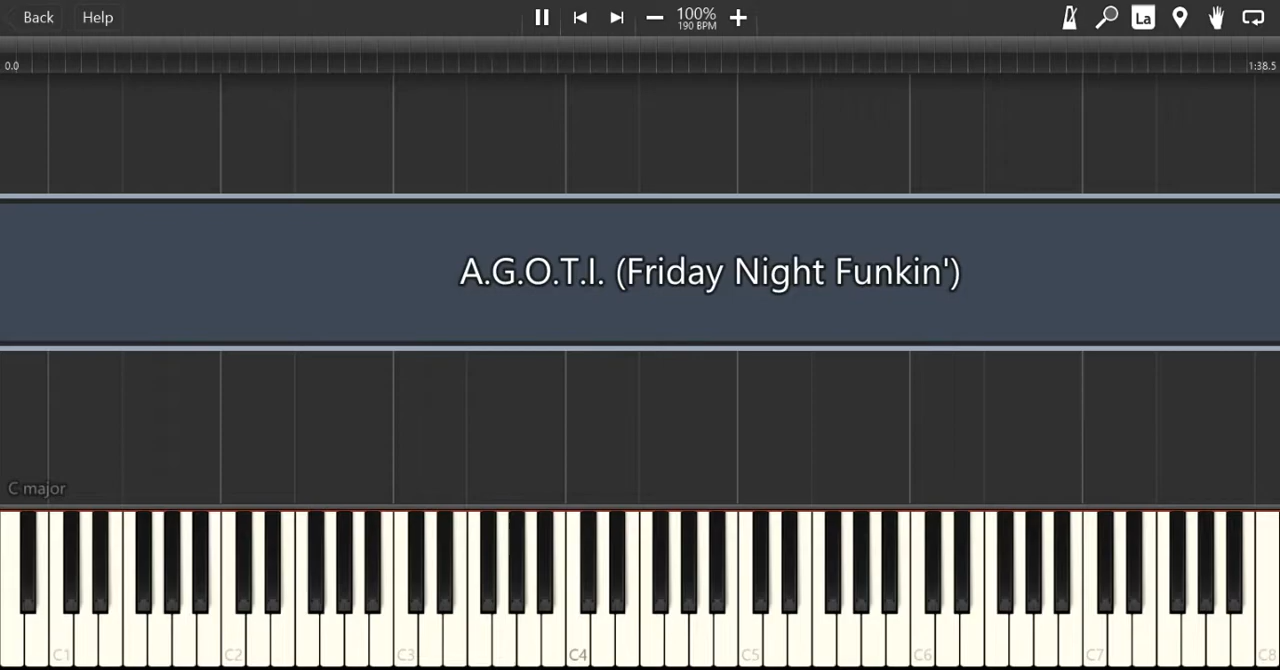 Back Help 100% La
190 BPM
0.0 1:38.5
A.G.O.T.I. (Friday Night Funkin')
C major
C1 C2 C3 C4 C5 C6 C7 C8